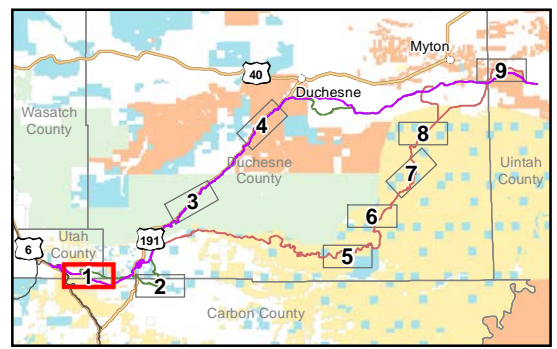 Myton
9
40
Duchesne
Wasatch
County
4
8
Duchesne
County
7
Uintah
County
3
6
Utah
County
191
6
5
1
2
Carbon County